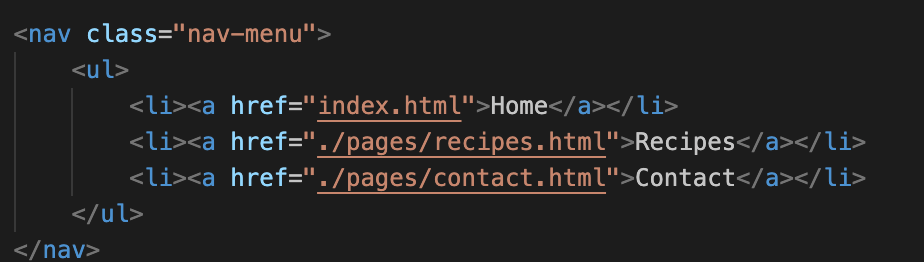 <nav class="nav-menu">
    <ul>
        <li><a href="index.html">Home</a></li>
        <li><a href="./pages/recipes.html">Recipes</a></li>
        <li><a href="./pages/contact.html">Contact</a></li>
    </ul>
</nav>